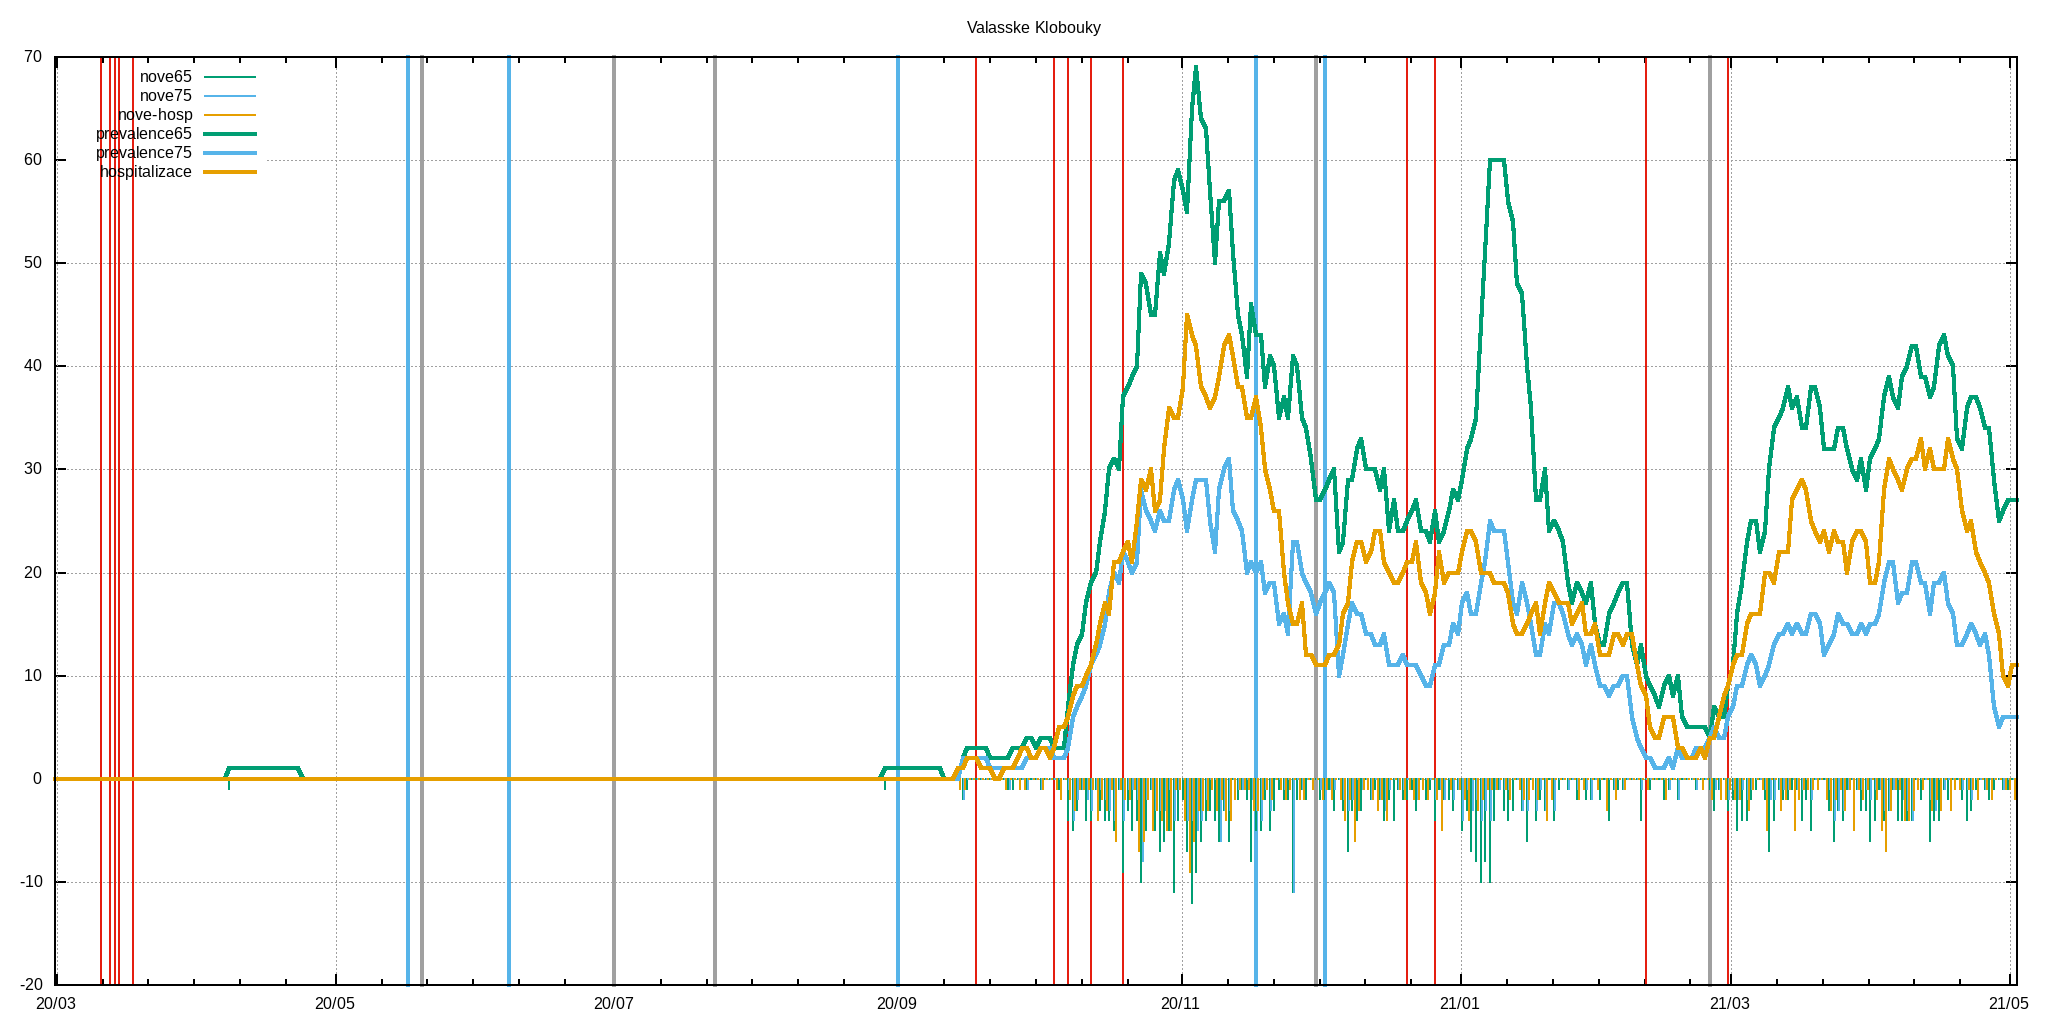 Valasske Klobouky
70
nove65
nove75
nove-hosp
prevalence65
prevalence75
hospitalizace
60
50
40
30
20
10
0
-10
-20
20/03 20/05 20/07 20/09 20/11 21/01 21/03 21/05